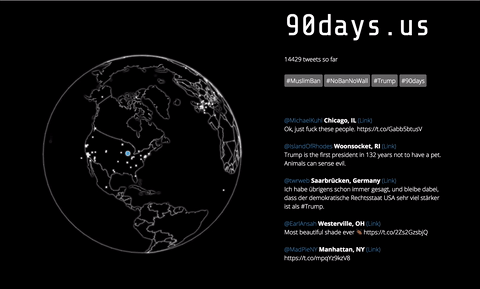 90days.us
14429 tweets so far
#MuslimBan #NoBanNoWall #Trump #90days
@MichaelKuhl Chicago, IL (Link)
Ok, just fuck these people. https://t.co/Gabb5btusV
@IslandOfRhodes Woonsocket, RI (Link)
Trump is the first president in 132 years not to have a pet.
Animals can sense evil.
@twrweb Saarbrücken, Germany (Link)
Ich habe übrigens schon immer gesagt, und bleibe dabei,
dass der demokratische Rechtsstaat USA sehr viel stärker
ist als #Trump.
@EarlAnsah Westerville, OH (Link)
Most beautiful shade ever https://t.co/2Zs2GzsbjQ
@MadPieNY Manhattan, NY (Link)
https://t.co/mpqYz9kzV8